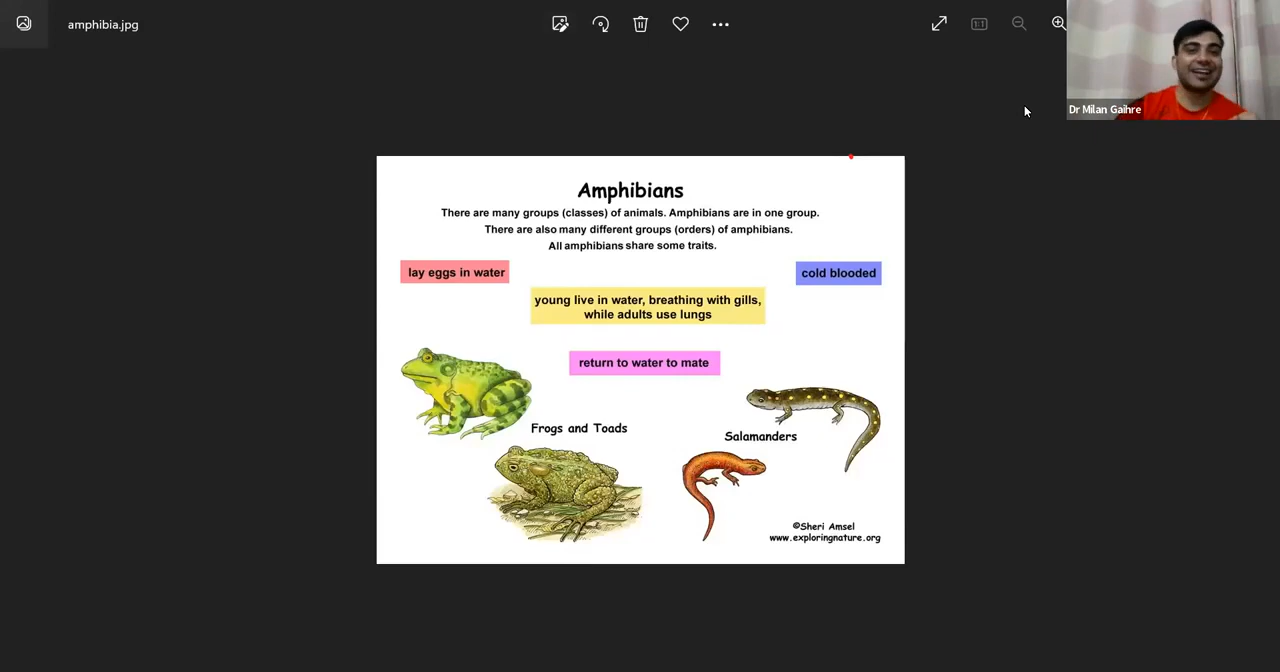 amphibia.jpg
1:1
Dr Milan Gaihre
Amphibians
There are many groups (classes) of animals. Amphibians are in one group.
There are also many different groups (orders) of amphibians.
All amphibians share some traits.
lay eggs in water
cold blooded
young live in water, breathing with gills,
while adults use lungs
return to water to mate
Frogs and Toads
Salamanders
©Sheri Amsel
www.exploringnature.org